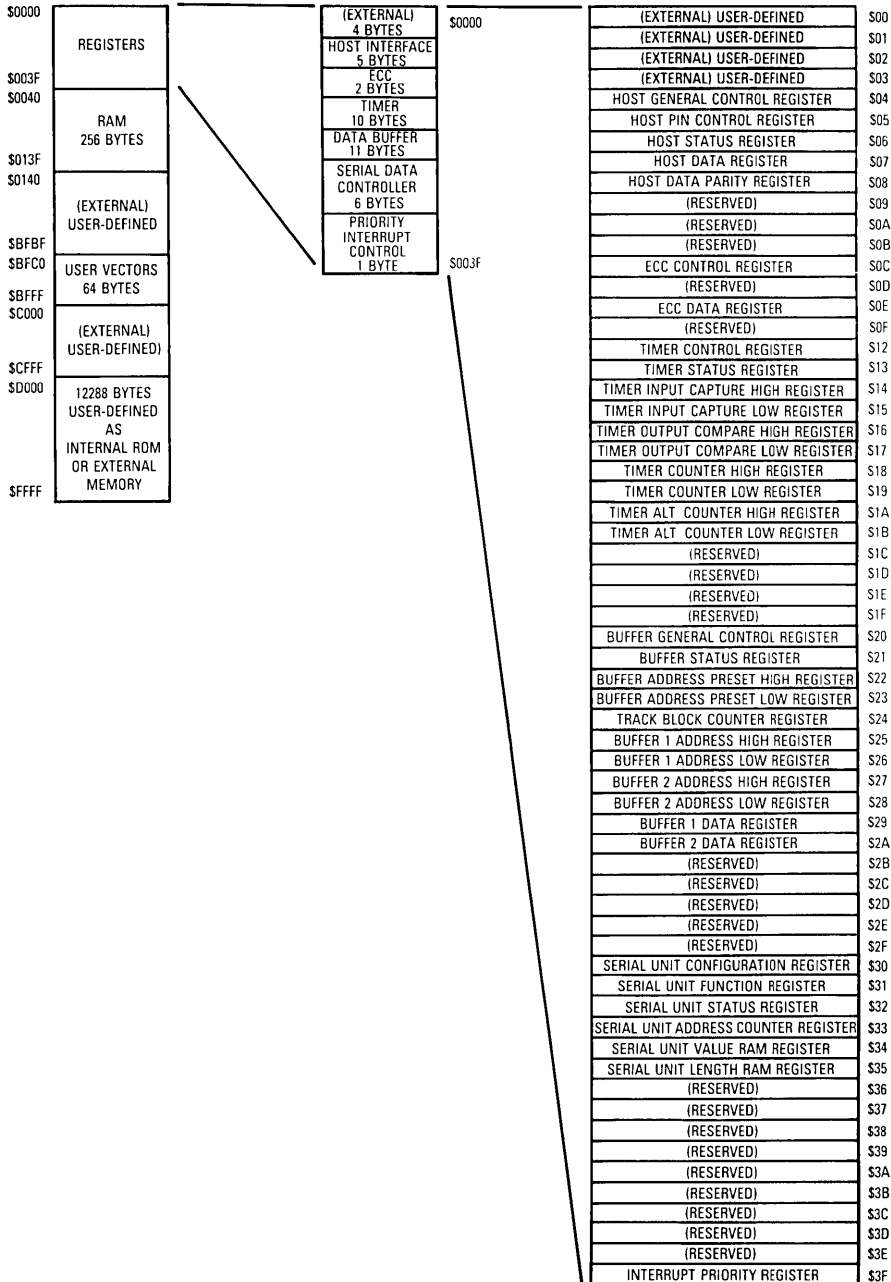 $0000
REGISTERS
$003F
$0040
RAM
256 BYTES
$013F
$0140
(EXTERNAL)
USER-DEFINED
$BFBF
$BFC0
USER VECTORS
64 BYTES
$BFFF
$C000
(EXTERNAL)
USER-DEFINED)
$CFFF
$D000
12288 BYTES
USER-DEFINED
AS
INTERNAL ROM
OR EXTERNAL
MEMORY
$FFFF
(EXTERNAL)
4 BYTES
$0000
HOST INTERFACE
5 BYTES
ECC
2 BYTES
TIMER
10 BYTES
DATA BUFFER
11 BYTES
SERIAL DATA
CONTROLLER
6 BYTES
PRIORITY
INTERRUPT
CONTROL
1 BYTE
$003F
(EXTERNAL) USER-DEFINED $00
(EXTERNAL) USER-DEFINED $01
(EXTERNAL) USER-DEFINED $02
(EXTERNAL) USER-DEFINED $03
HOST GENERAL CONTROL REGISTER $04
HOST PIN CONTROL REGISTER $05
HOST STATUS REGISTER $06
HOST DATA REGISTER $07
HOST DATA PARITY REGISTER $08
(RESERVED) $09
(RESERVED) $0A
(RESERVED) $0B
ECC CONTROL REGISTER $0C
(RESERVED) $0D
ECC DATA REGISTER $0E
(RESERVED) $0F
TIMER CONTROL REGISTER $12
TIMER STATUS REGISTER $13
TIMER INPUT CAPTURE HIGH REGISTER $14
TIMER INPUT CAPTURE LOW REGISTER $15
TIMER OUTPUT COMPARE HIGH REGISTER $16
TIMER OUTPUT COMPARE LOW REGISTER $17
TIMER COUNTER HIGH REGISTER $18
TIMER COUNTER LOW REGISTER $19
TIMER ALT COUNTER HIGH REGISTER $1A
TIMER ALT COUNTER LOW REGISTER $1B
(RESERVED) $1C
(RESERVED) $1D
(RESERVED) $1E
(RESERVED) $1F
BUFFER GENERAL CONTROL REGISTER $20
BUFFER STATUS REGISTER $21
BUFFER ADDRESS PRESET HIGH REGISTER $22
BUFFER ADDRESS PRESET LOW REGISTER $23
TRACK BLOCK COUNTER REGISTER $24
BUFFER 1 ADDRESS HIGH REGISTER $25
BUFFER 1 ADDRESS LOW REGISTER $26
BUFFER 2 ADDRESS HIGH REGISTER $27
BUFFER 2 ADDRESS LOW REGISTER $28
BUFFER 1 DATA REGISTER $29
BUFFER 2 DATA REGISTER $2A
(RESERVED) $2B
(RESERVED) $2C
(RESERVED) $2D
(RESERVED) $2E
(RESERVED) $2F
SERIAL UNIT CONFIGURATION REGISTER $30
SERIAL UNIT FUNCTION REGISTER $31
SERIAL UNIT STATUS REGISTER $32
SERIAL UNIT ADDRESS COUNTER REGISTER $33
SERIAL UNIT VALUE RAM REGISTER $34
SERIAL UNIT LENGTH RAM REGISTER $35
(RESERVED) $36
(RESERVED) $37
(RESERVED) $38
(RESERVED) $39
(RESERVED) $3A
(RESERVED) $3B
(RESERVED) $3C
(RESERVED) $3D
(RESERVED) $3E
INTERRUPT PRIORITY REGISTER $3F